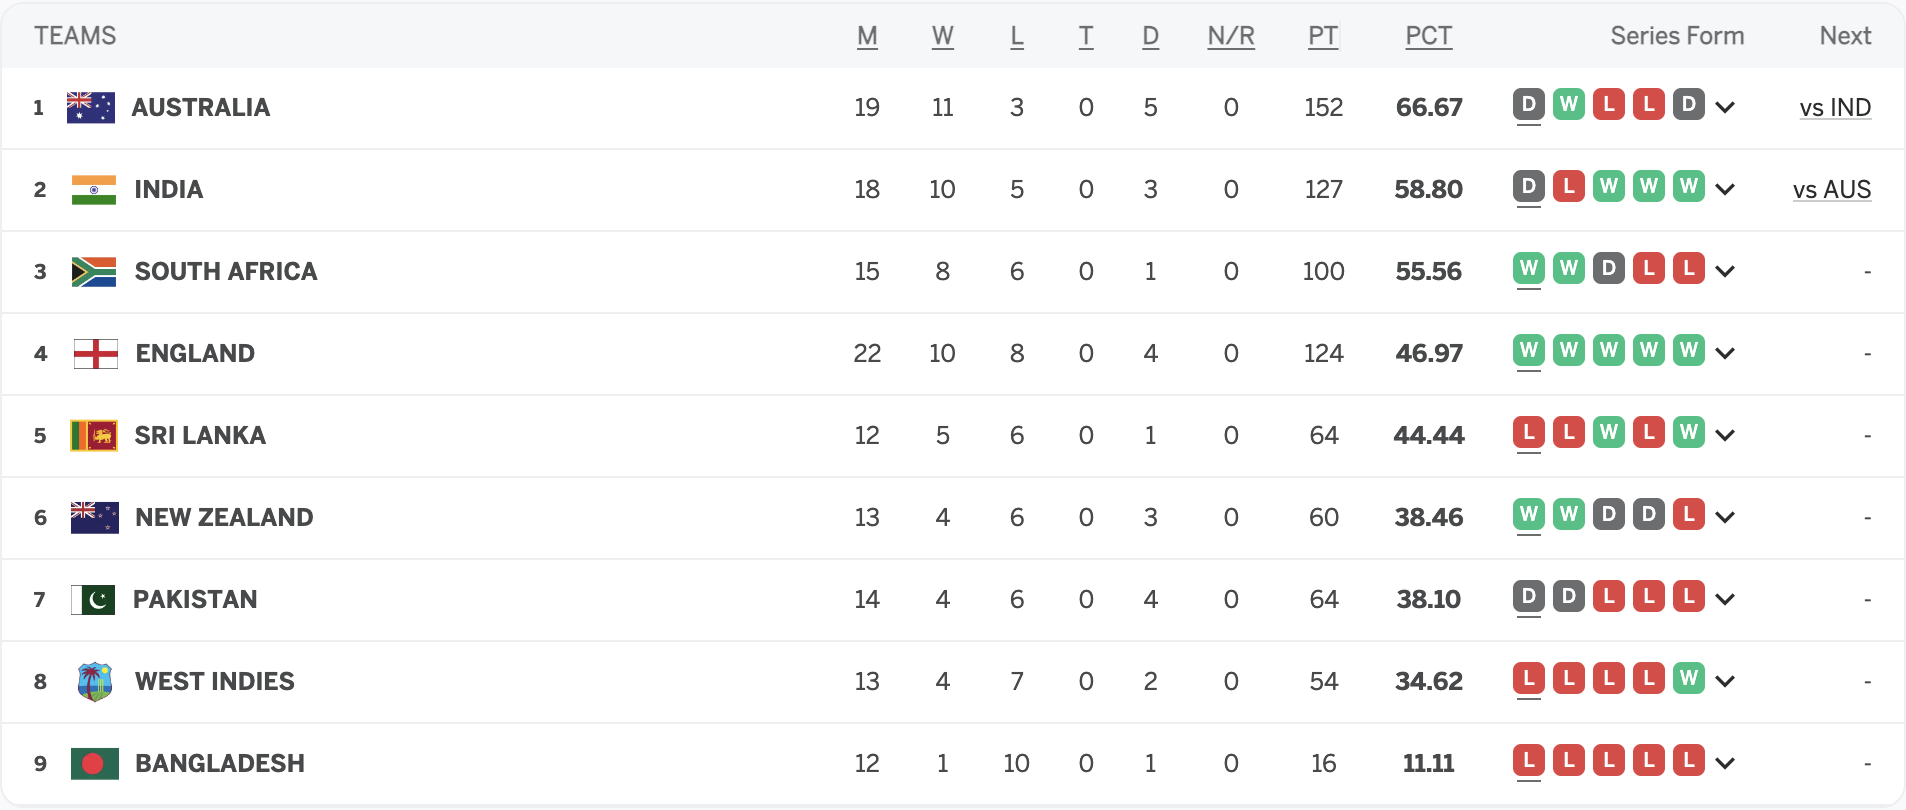 TEAMS M W L T D N/R PT PCT Series Form Next
1 AUSTRALIA 19 11 3 0 5 0 152 66.67 D W L L D vs IND
2 INDIA 18 10 5 0 3 0 127 58.80 D L W W W vs AUS
3 SOUTH AFRICA 15 8 6 0 1 0 100 55.56 W W D L L -
4 ENGLAND 22 10 8 0 4 0 124 46.97 W W W W W -
5 SRI LANKA 12 5 6 0 1 0 64 44.44 L L W L W -
6 NEW ZEALAND 13 4 6 0 3 0 60 38.46 W W D D L -
7 PAKISTAN 14 4 6 0 4 0 64 38.10 D D L L L -
8 WEST INDIES 13 4 7 0 2 0 54 34.62 L L L L W -
9 BANGLADESH 12 1 10 0 1 0 16 11.11 L L L L L -